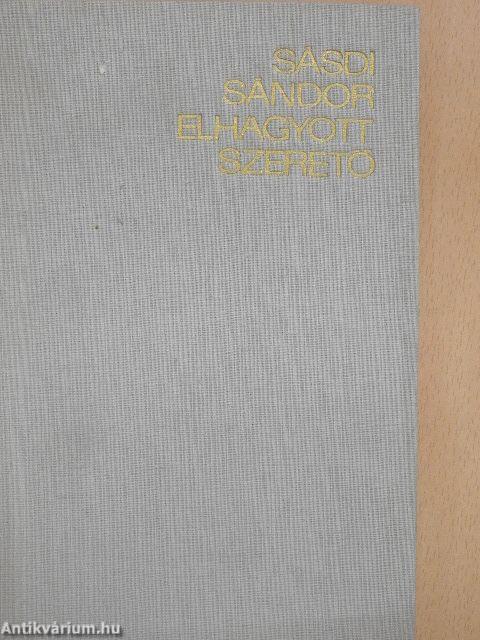 SÁSDI
SÁNDOR
ELHAGYOTT
SZERETŐ
Antikvárium.hu